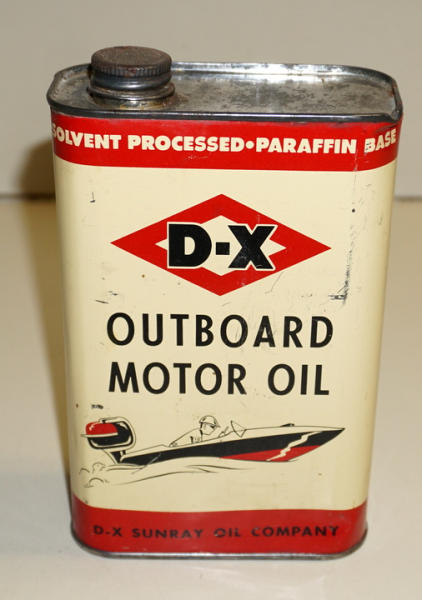 SOLVENT PROCESSED•PARAFFIN BASE
D-X
OUTBOARD
MOTOR OIL
D-X SUNRAY OIL COMPANY